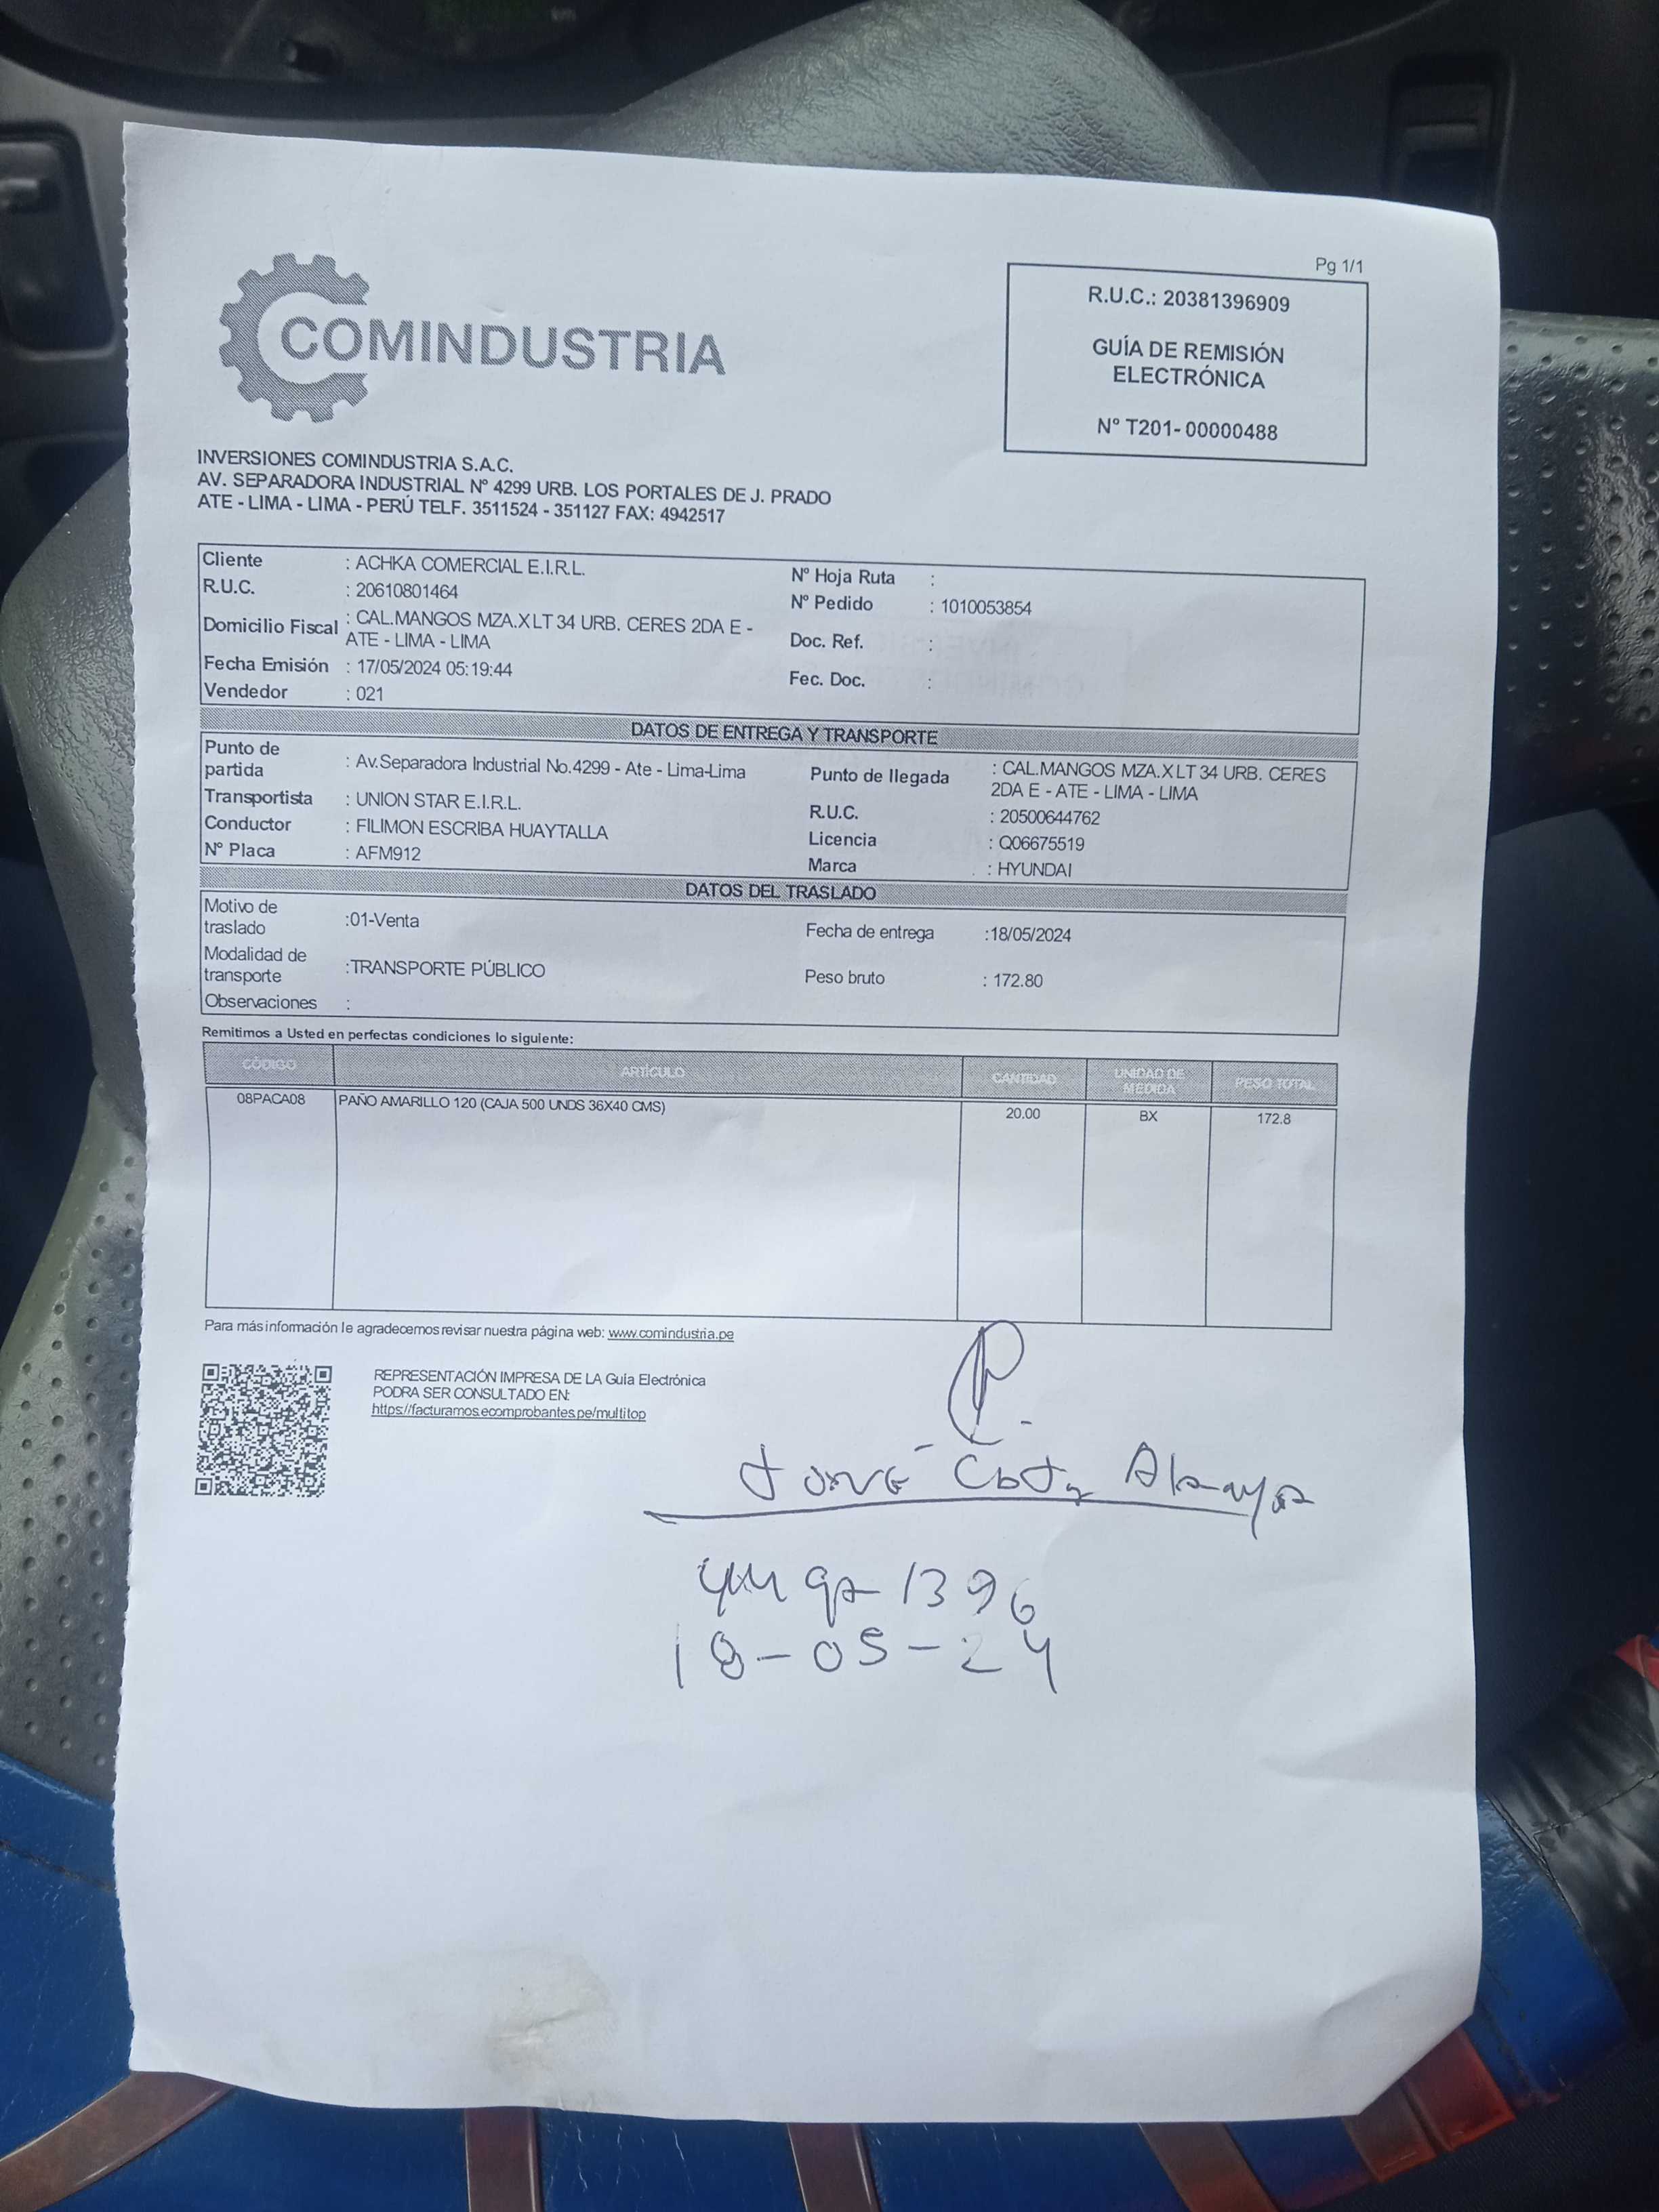 Pg 1/1
COMINDUSTRIA
R.U.C.: 20381396909
GUÍA DE REMISIÓN
ELECTRÓNICA
Nº T201-00000488
INVERSIONES COMINDUSTRIA S.A.C.
AV. SEPARADORA INDUSTRIAL Nº 4299 URB. LOS PORTALES DE J. PRADO
ATE - LIMA - LIMA - PERÚ TELF. 3511524 - 351127 FAX: 4942517
Cliente : ACHKA COMERCIAL E.I.R.L.
Nº Hoja Ruta :
R.U.C. : 20610801464
Nº Pedido : 1010053854
Domicilio Fiscal : CAL.MANGOS MZA.X LT 34 URB. CERES 2DA E -
ATE - LIMA - LIMA
Doc. Ref. :
Fecha Emisión : 17/05/2024 05:19:44
Fec. Doc. :
Vendedor : 021
DATOS DE ENTREGA Y TRANSPORTE
Punto de
partida : Av.Separadora Industrial No.4299 - Ate - Lima-Lima
Punto de llegada : CAL.MANGOS MZA.X LT 34 URB. CERES
2DA E - ATE - LIMA - LIMA
Transportista : UNION STAR E.I.R.L.
R.U.C. : 20500644762
Conductor : FILIMON ESCRIBA HUAYTALLA
Licencia : Q06675519
Nº Placa : AFM912
Marca : HYUNDAI
DATOS DEL TRASLADO
Motivo de
traslado :01-Venta
Fecha de entrega :18/05/2024
Modalidad de
transporte :TRANSPORTE PÚBLICO
Peso bruto : 172.80
Observaciones :
Remitimos a Usted en perfectas condiciones lo siguiente:
CÓDIGO ARTÍCULO CANTIDAD UNIDAD DE MEDIDA PESO TOTAL
08PACA08 PAÑO AMARILLO 120 (CAJA 500 UNDS 36X40 CMS) 20.00 BX 172.8
Para más información le agradecemos revisar nuestra página web: www.comindustria.pe
REPRESENTACIÓN IMPRESA DE LA Guía Electrónica
PODRA SER CONSULTADO EN:
https://facturamos.ecomprobantes.pe/multitop
José
1396
18-05-24